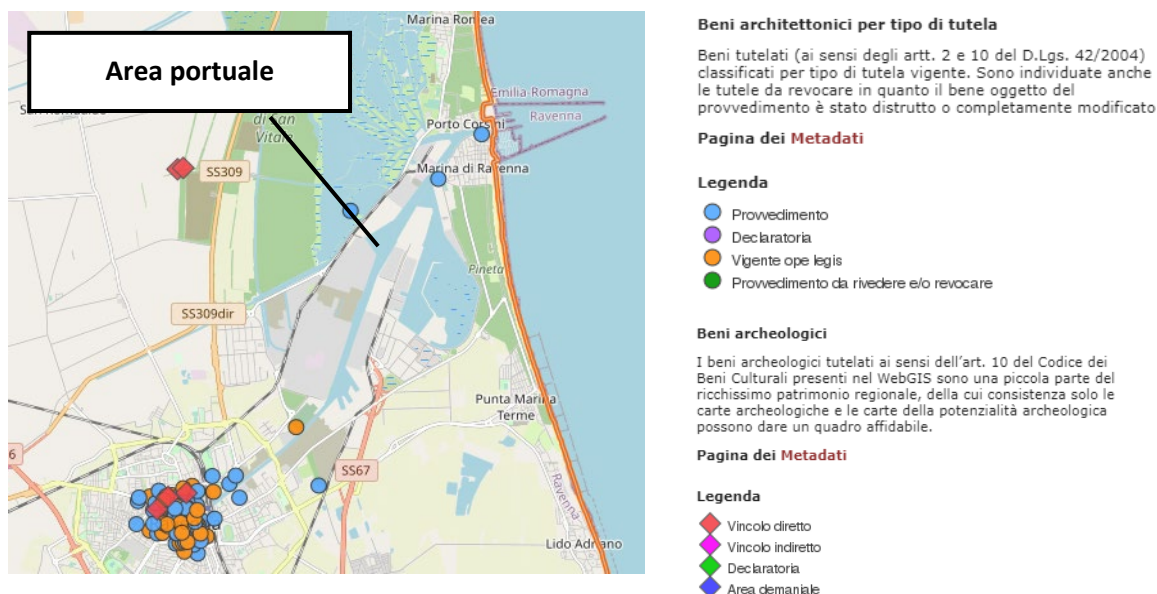 Area portuale
Marina Romea
Emilia-Romagna
Ravenna
Porto Corsini
di San
Vitale
SS309
Marina di Ravenna
Pineta
SS309dir
Punta Marina
Terme
6
SS67
Ravenna
Lido Adriano
Beni architettonici per tipo di tutela
Beni tutelati (ai sensi degli artt. 2 e 10 del D.Lgs. 42/2004)
classificati per tipo di tutela vigente. Sono individuate anche
le tutele da revocare in quanto il bene oggetto del
provvedimento è stato distrutto o completamente modificato
Pagina dei Metadati
Legenda
Provvedimento
Declaratoria
Vigente ope legis
Provvedimento da rivedere e/o revocare
Beni archeologici
I beni archeologici tutelati ai sensi dell'art. 10 del Codice dei
Beni Culturali presenti nel WebGIS sono una piccola parte del
ricchissimo patrimonio regionale, della cui consistenza solo le
carte archeologiche e le carte della potenzialità archeologica
possono dare un quadro affidabile.
Pagina dei Metadati
Legenda
Vincolo diretto
Vincolo indiretto
Declaratoria
Area demaniale